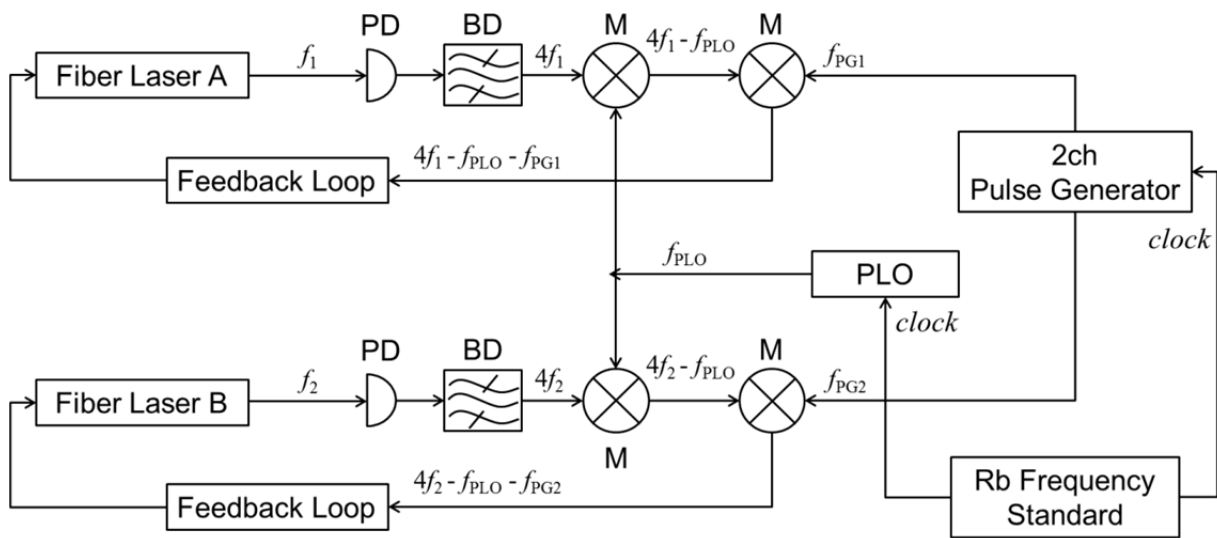 PD
BD
M
M
Fiber Laser A
f1
4f1
4f1 - fPLO
fPG1
4f1 - fPLO - fPG1
Feedback Loop
2ch
Pulse Generator
clock
fPLO
PLO
clock
PD
BD
M
Fiber Laser B
f2
4f2
4f2 - fPLO
fPG2
M
4f2 - fPLO - fPG2
Feedback Loop
Rb Frequency
Standard